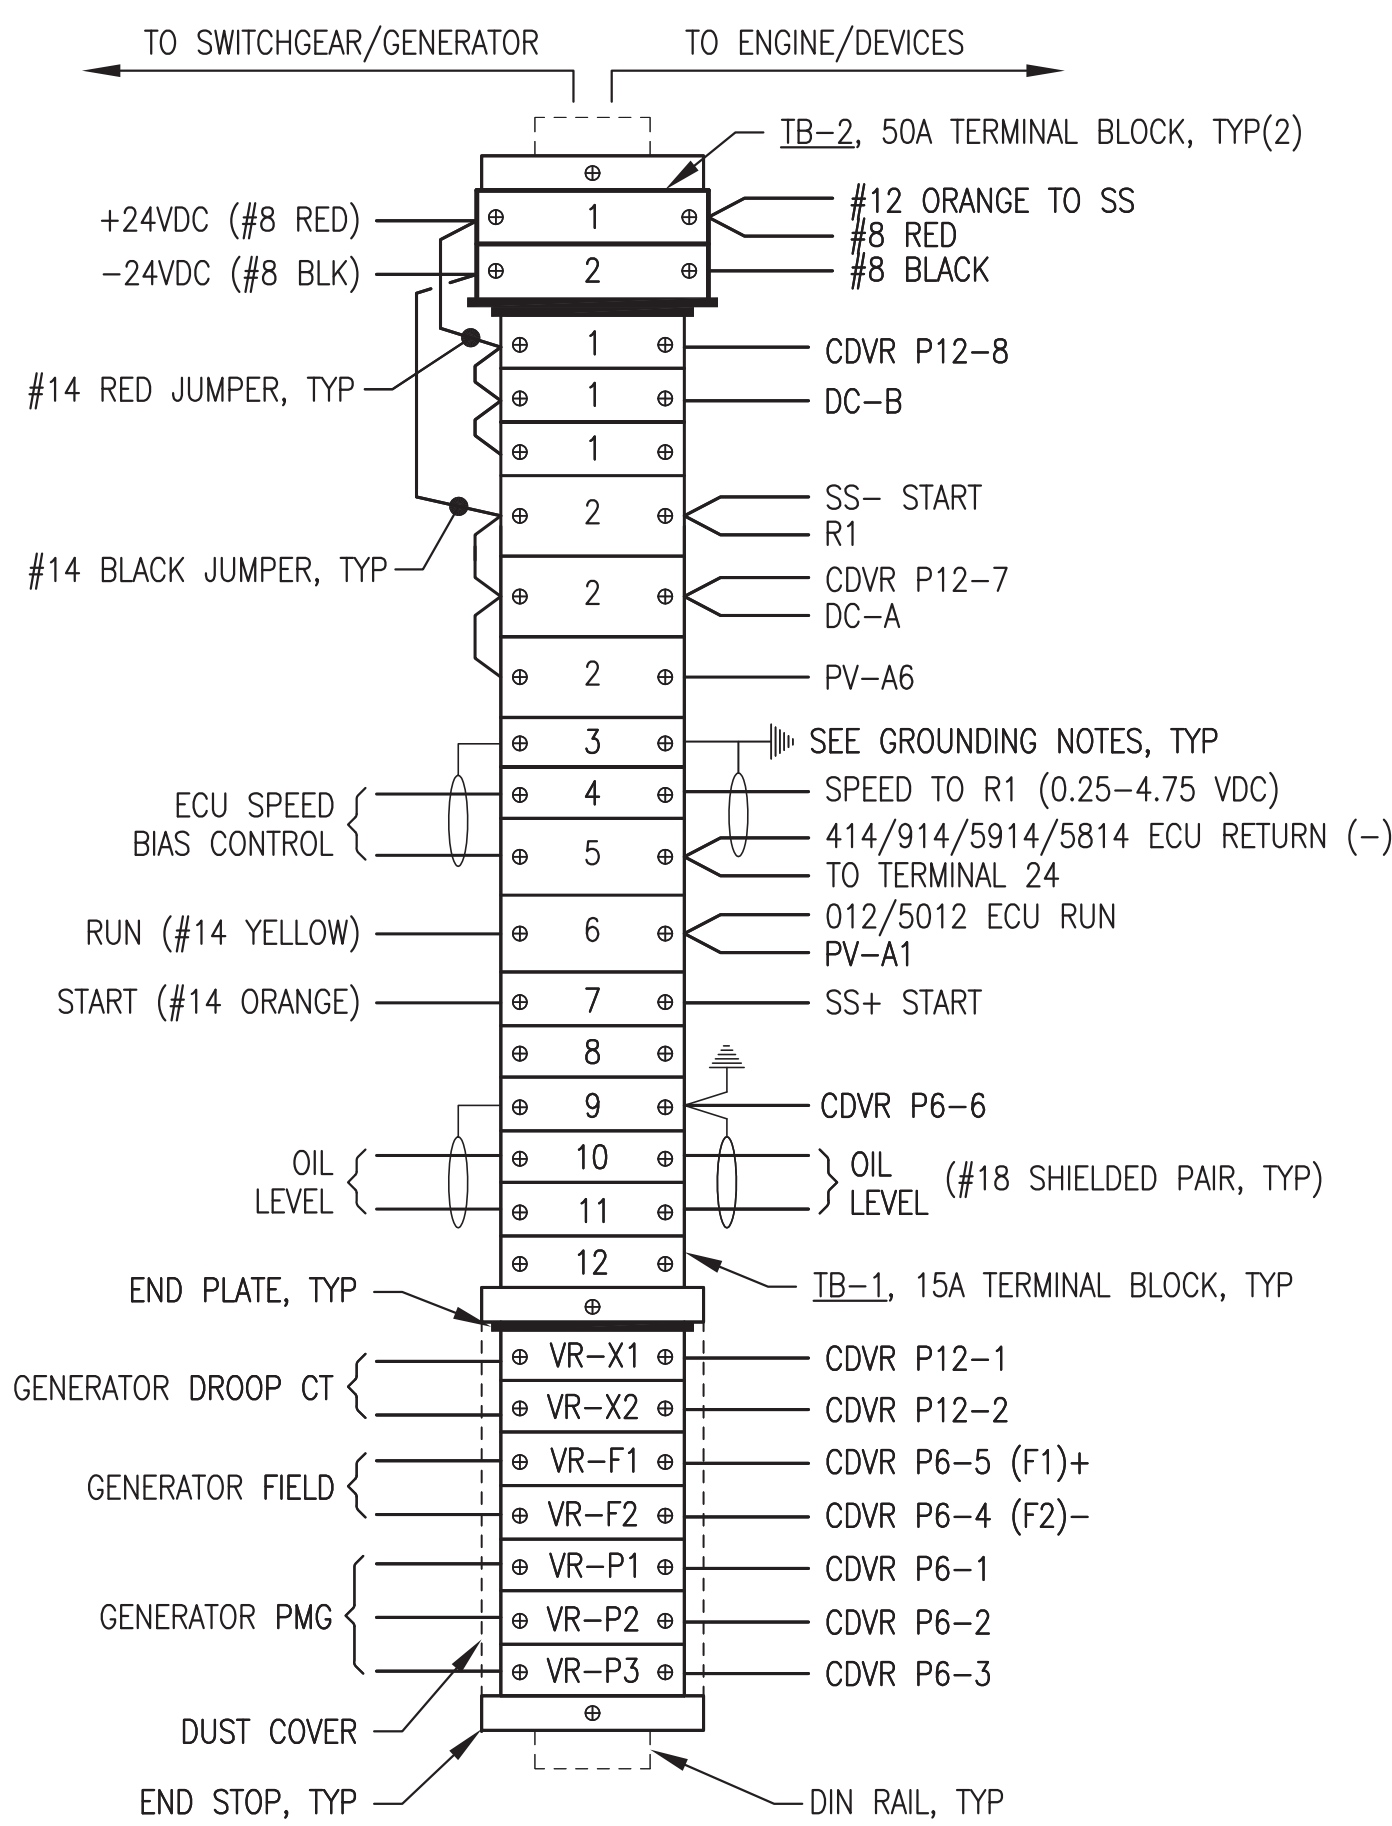 TO SWITCHGEAR/GENERATOR
TO ENGINE/DEVICES
TB-2, 50A TERMINAL BLOCK, TYP(2)
+24VDC (#8 RED)
1
#12 ORANGE TO SS
#8 RED
-24VDC (#8 BLK)
2
#8 BLACK
1
CDVR P12-8
#14 RED JUMPER, TYP
1
DC-B
1
2
SS- START
R1
#14 BLACK JUMPER, TYP
2
CDVR P12-7
DC-A
2
PV-A6
3
SEE GROUNDING NOTES, TYP
ECU SPEED
BIAS CONTROL
4
SPEED TO R1 (0.25-4.75 VDC)
5
414/914/5914/5814 ECU RETURN (-)
TO TERMINAL 24
RUN (#14 YELLOW)
6
012/5012 ECU RUN
PV-A1
START (#14 ORANGE)
7
SS+ START
8
9
CDVR P6-6
OIL
LEVEL
10
11
OIL
LEVEL
(#18 SHIELDED PAIR, TYP)
12
TB-1, 15A TERMINAL BLOCK, TYP
END PLATE, TYP
GENERATOR DROOP CT
VR-X1
CDVR P12-1
VR-X2
CDVR P12-2
GENERATOR FIELD
VR-F1
CDVR P6-5 (F1)+
VR-F2
CDVR P6-4 (F2)-
GENERATOR PMG
VR-P1
CDVR P6-1
VR-P2
CDVR P6-2
VR-P3
CDVR P6-3
DUST COVER
END STOP, TYP
DIN RAIL, TYP